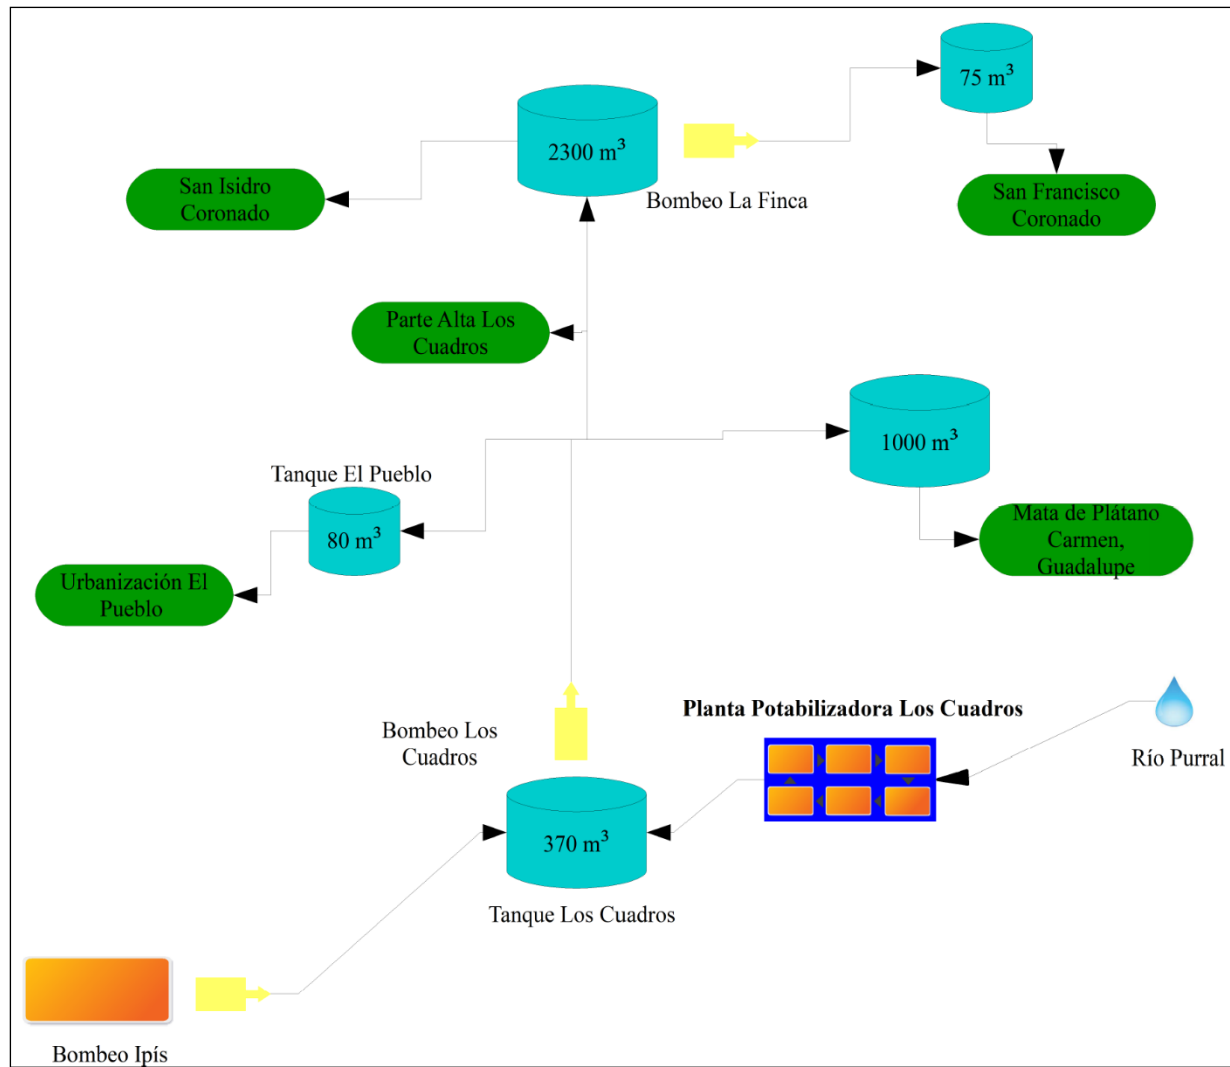 75 m³
2300 m³
San Isidro
Coronado
Bombeo La Finca
San Francisco
Coronado
Parte Alta Los
Cuadros
1000 m³
Tanque El Pueblo
80 m³
Mata de Plátano
Carmen,
Guadalupe
Urbanización El
Pueblo
Bombeo Los
Cuadros
Planta Potabilizadora Los Cuadros
Río Purral
370 m³
Tanque Los Cuadros
Bombeo Ipís